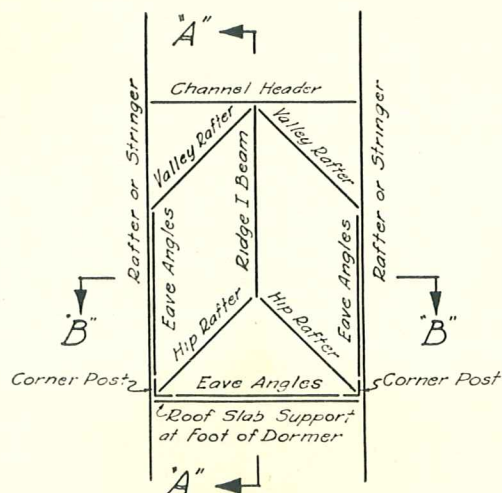 "A"
Channel Header
Rafter or Stringer
Valley Rafter
Valley Rafter
Rafter or Stringer
Eave Angles
Ridge I Beam
Eave Angles
"B"
"B"
Hip Rafter
Hip Rafter
Corner Post
Eave Angles
Corner Post
Roof Slab Support
at Foot of Dormer
"A"